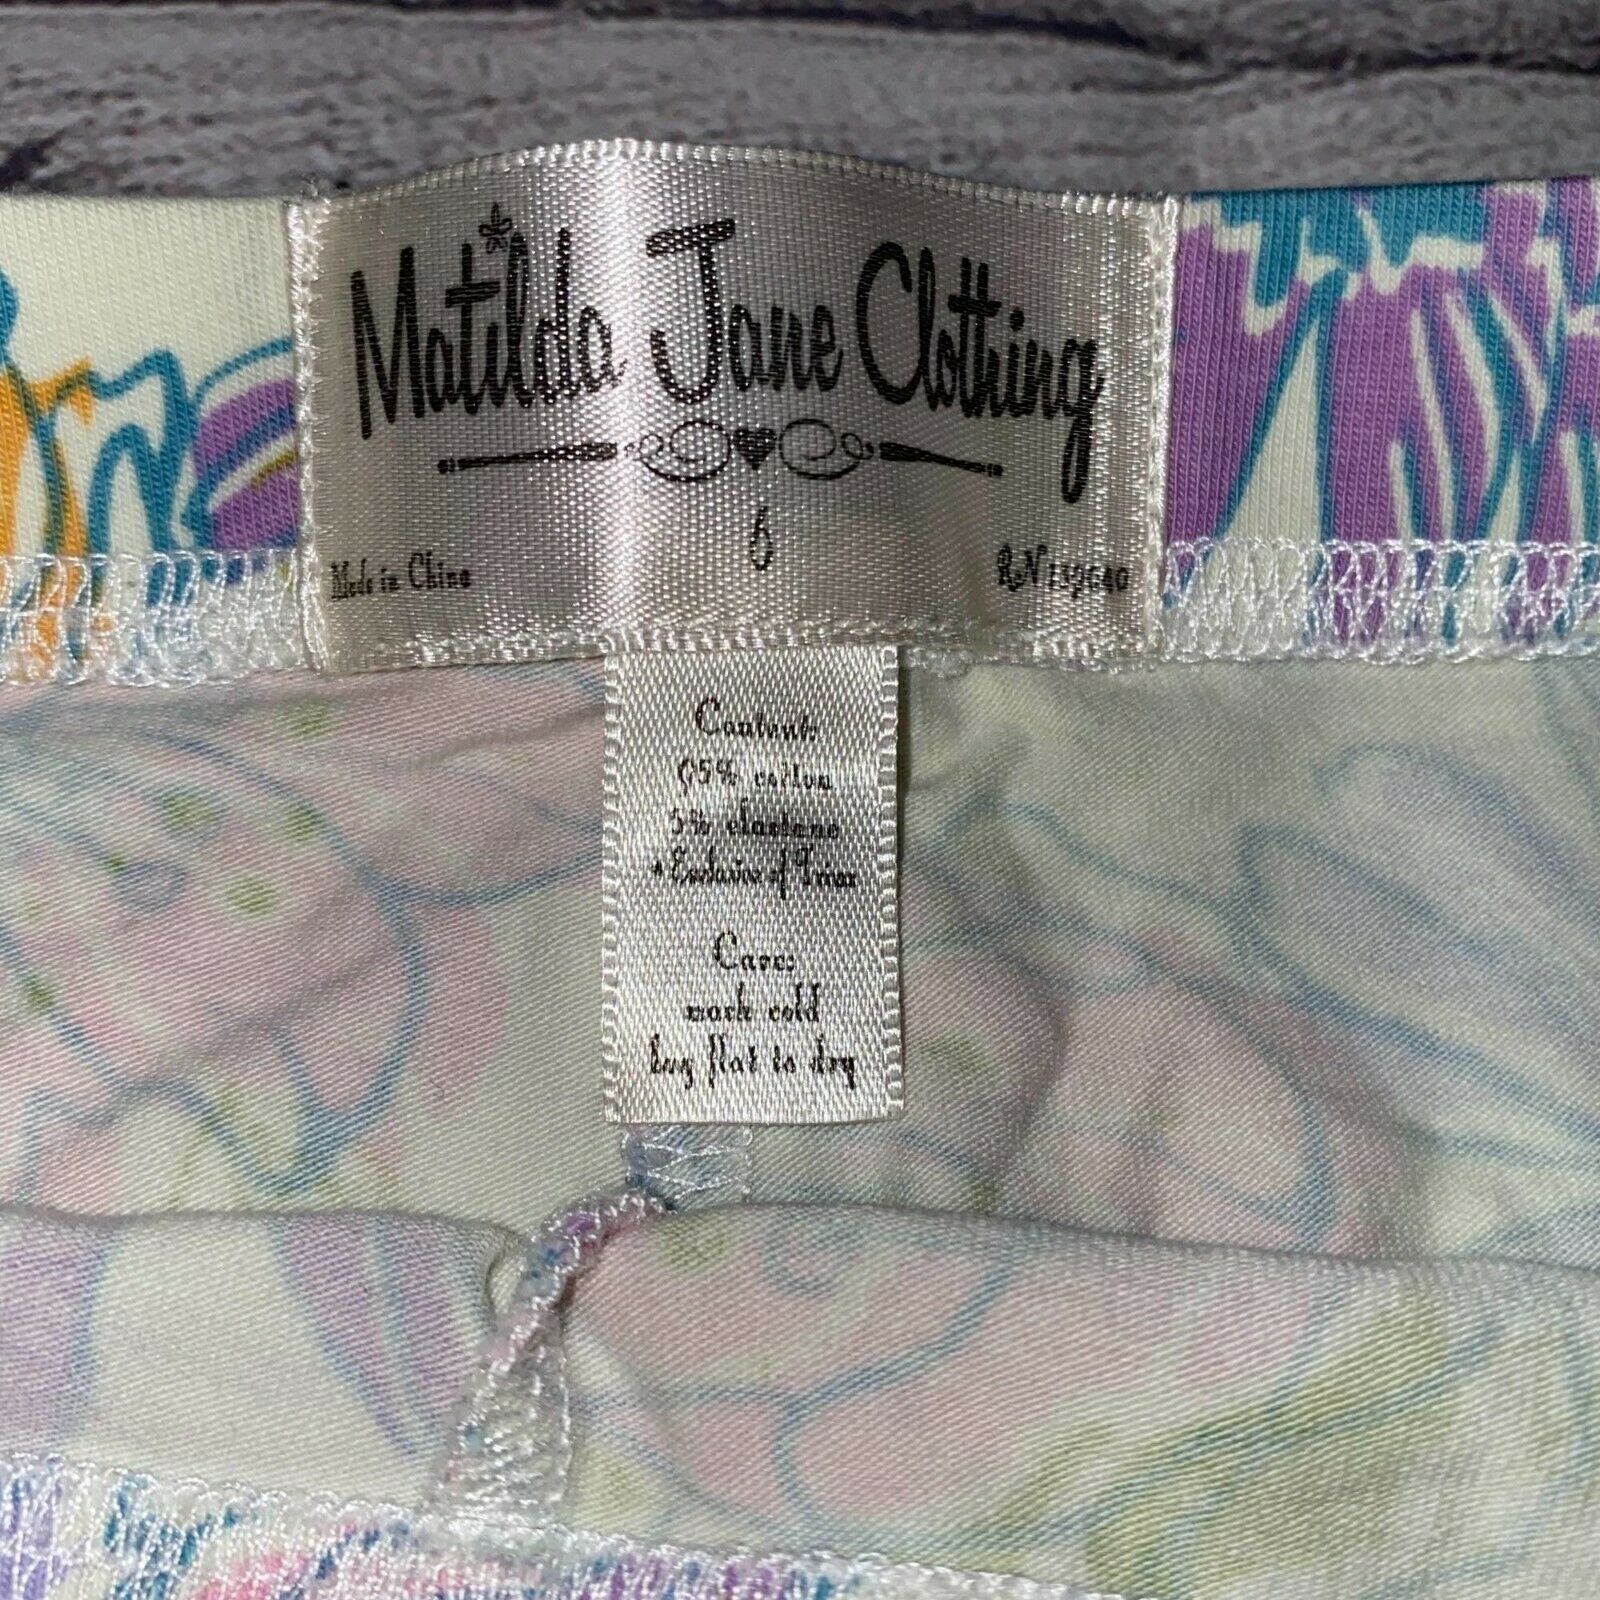 Matilda Jane Clothing
6
Made in China
RN 139640
Content:
95% cotton
5% elastane
*Exclusive of Trims
Care:
wash cold
lay flat to dry